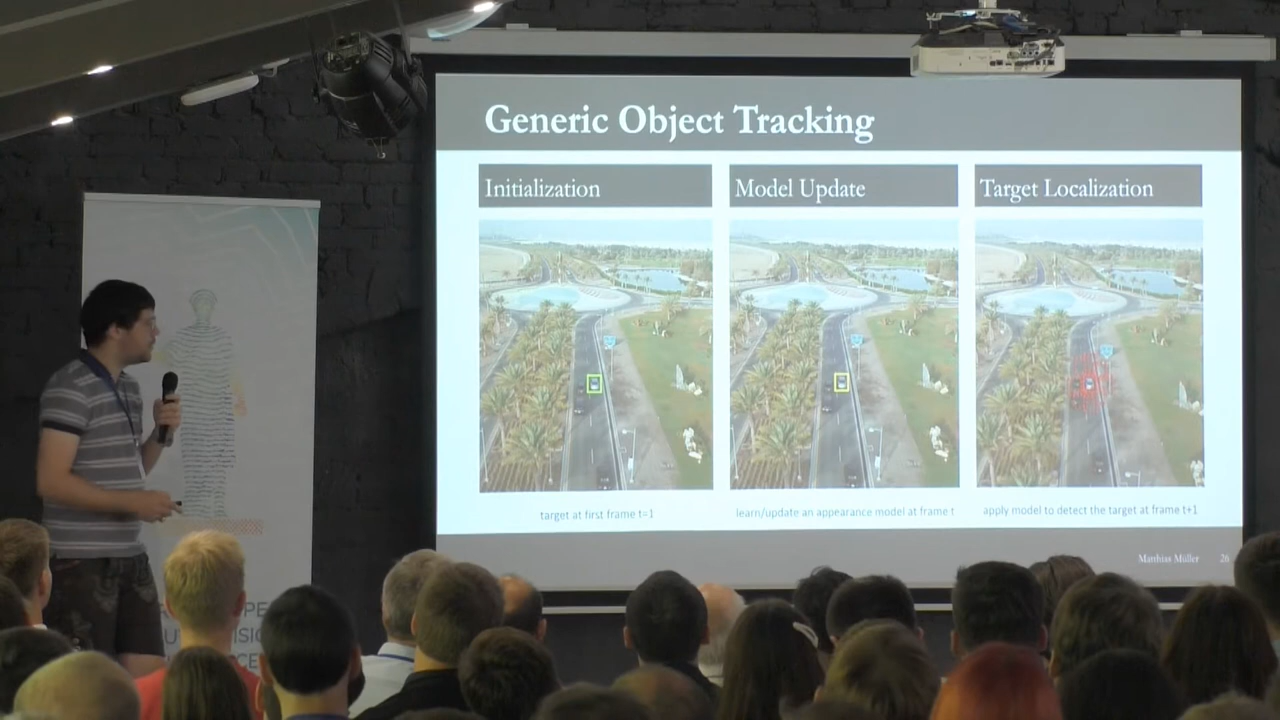 Generic Object Tracking
Initialization
Model Update
Target Localization
target at first frame t=1
learn/update an appearance model at frame t
apply model to detect the target at frame t+1
Matthias Müller 26